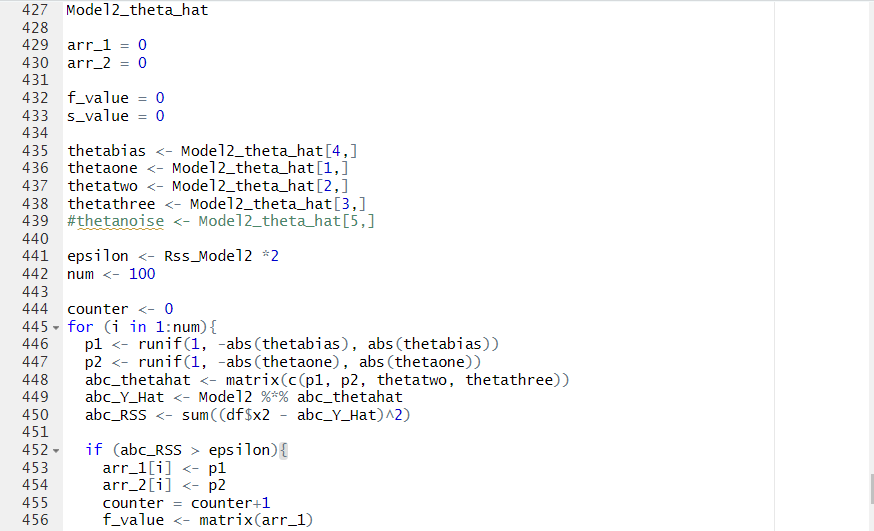 427 Model2_theta_hat
428
429 arr_1 = 0
430 arr_2 = 0
431
432 f_value = 0
433 s_value = 0
434
435 thetabias <- Model2_theta_hat[4,]
436 thetaone <- Model2_theta_hat[1,]
437 thetatwo <- Model2_theta_hat[2,]
438 thetathree <- Model2_theta_hat[3,]
439 #thetanoise <- Model2_theta_hat[5,]
440
441 epsilon <- Rss_Model2 *2
442 num <- 100
443
444 counter <- 0
445 for (i in 1:num){
446   p1 <- runif(1, -abs(thetabias), abs(thetabias))
447   p2 <- runif(1, -abs(thetaone), abs(thetaone))
448   abc_thetahat <- matrix(c(p1, p2, thetatwo, thetathree))
449   abc_Y_Hat <- Model2 %*% abc_thetahat
450   abc_RSS <- sum((df$x2 - abc_Y_Hat)^2)
451
452   if (abc_RSS > epsilon){
453     arr_1[i] <- p1
454     arr_2[i] <- p2
455     counter = counter+1
456     f_value <- matrix(arr_1)